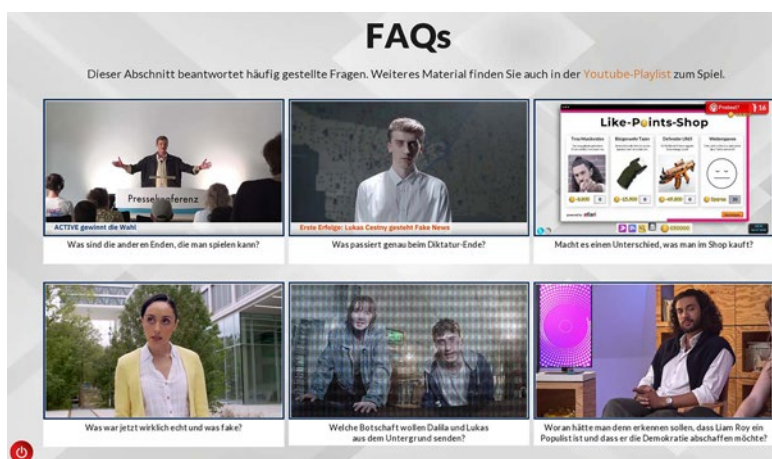 FAQs
Dieser Abschnitt beantwortet häufig gestellte Fragen. Weiteres Material finden Sie auch in der Youtube-Playlist zum Spiel.
Pressekonferenz
ACTIVE gewinnt die Wahl
Erste Erfolge: Lukas Cestny gesteht Fake News
Protest!
16
Like-Points-Shop
Was sind die anderen Enden, die man spielen kann?
Was passiert genau beim Diktatur-Ende?
Macht es einen Unterschied, was man im Shop kauft?
Was war jetzt wirklich echt und was fake?
Welche Botschaft wollen Dalila und Lukas
aus dem Untergrund senden?
Woran hätte man denn erkennen sollen, dass Liam Roy ein
Populist ist und dass er die Demokratie abschaffen möchte?